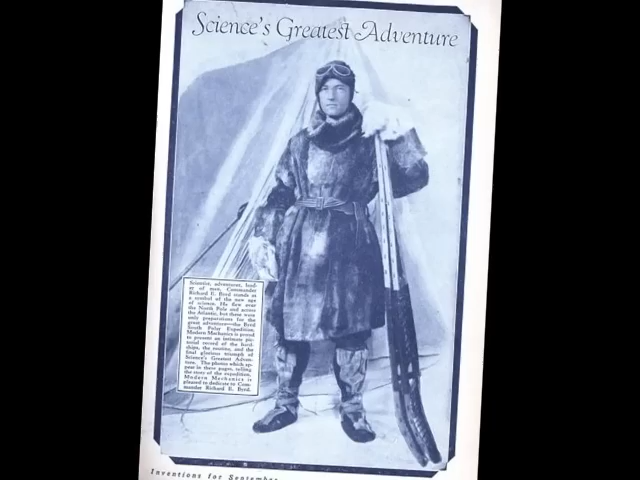 Science's Greatest Adventure
Scientist, adventurer, lead-
er of men, Commander
Richard E. Byrd stands as
a symbol of the new age
of science. He flew over
the North Pole and across
the Atlantic, but these were
only preparations for the
great adventure—the Byrd
South Polar Expedition.
Modern Mechanics is proud
to present an intimate pic-
torial record of the hard-
ships, the routine, and the
final glorious triumph of
Science's Greatest Adven-
ture. The photos which ap-
pear in these pages, telling
the story of the expedition,
Modern Mechanics is
pleased to dedicate to Com-
mander Richard E. Byrd.
Inventions for September